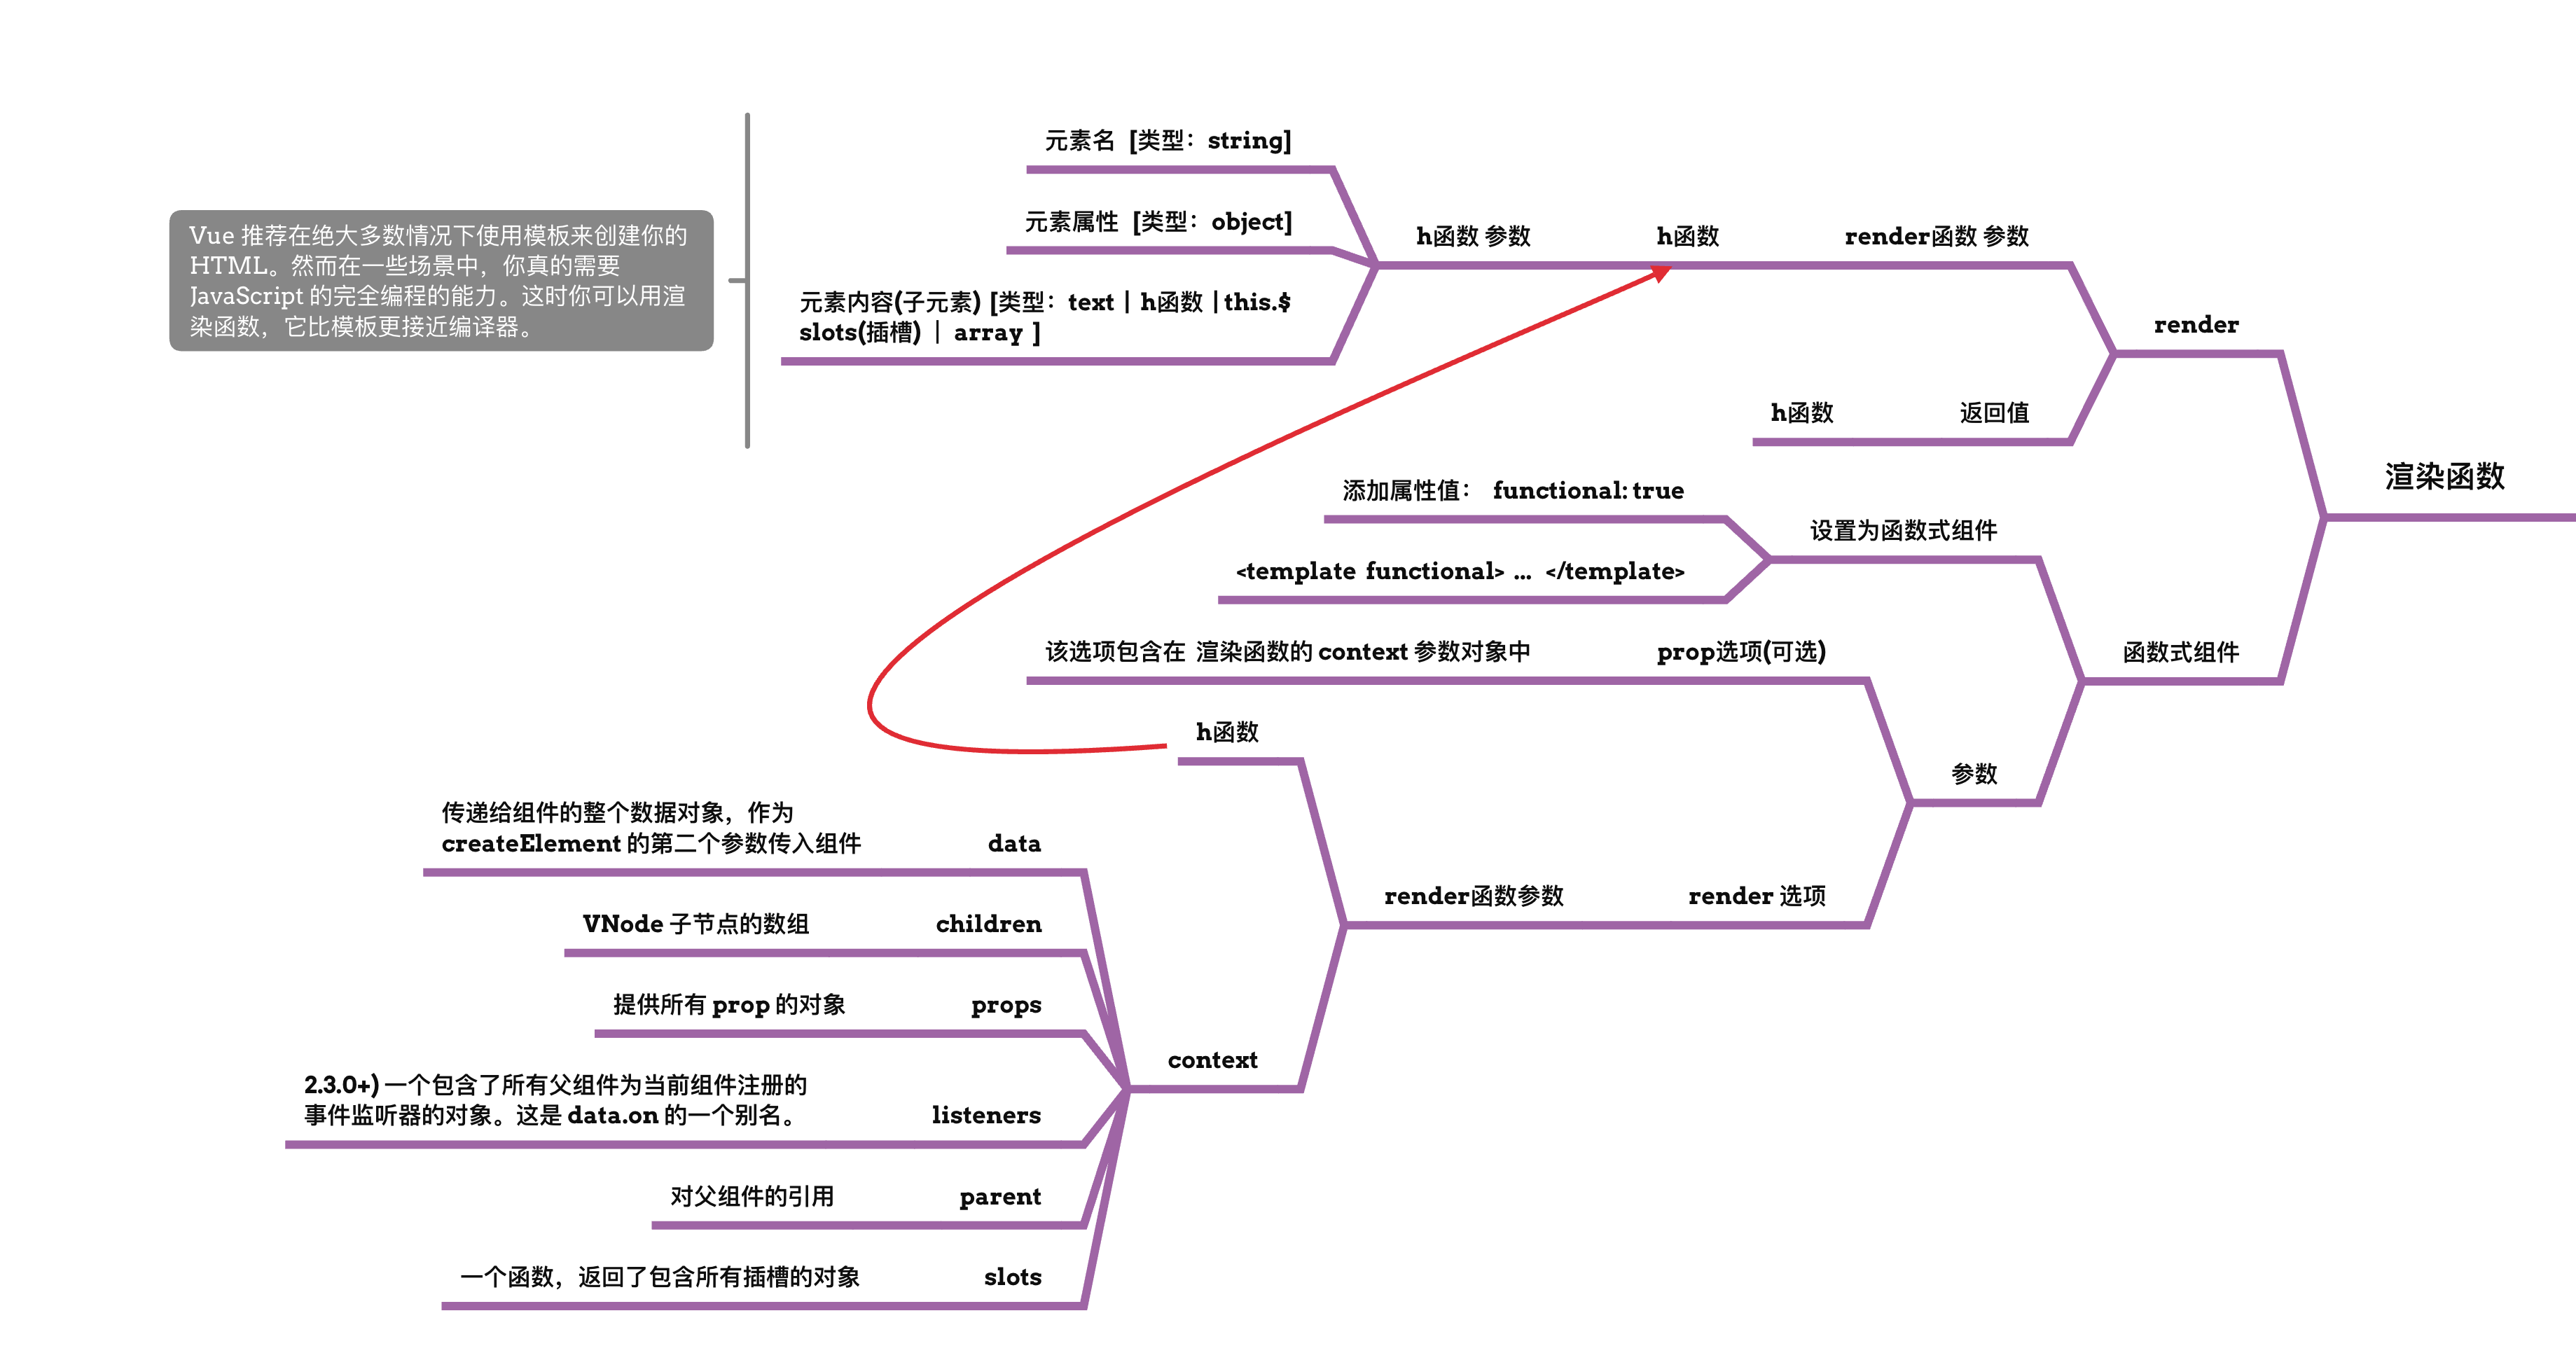 元素名 [类型：string]
元素属性 [类型：object]
Vue 推荐在绝大多数情况下使用模板来创建你的
HTML。然而在一些场景中，你真的需要
JavaScript 的完全编程的能力。这时你可以用渲
染函数，它比模板更接近编译器。
h函数 参数
h函数
render函数 参数
元素内容(子元素) [类型：text | h函数 | this.$
slots(插槽) | array ]
render
h函数
返回值
渲染函数
添加属性值： functional: true
设置为函数式组件
<template functional> ... </template>
该选项包含在 渲染函数的 context 参数对象中
prop选项(可选)
函数式组件
h函数
参数
传递给组件的整个数据对象，作为
createElement 的第二个参数传入组件
data
render函数参数
render 选项
VNode 子节点的数组
children
提供所有 prop 的对象
props
context
2.3.0+) 一个包含了所有父组件为当前组件注册的
事件监听器的对象。这是 data.on 的一个别名。
listeners
对父组件的引用
parent
一个函数，返回了包含所有插槽的对象
slots